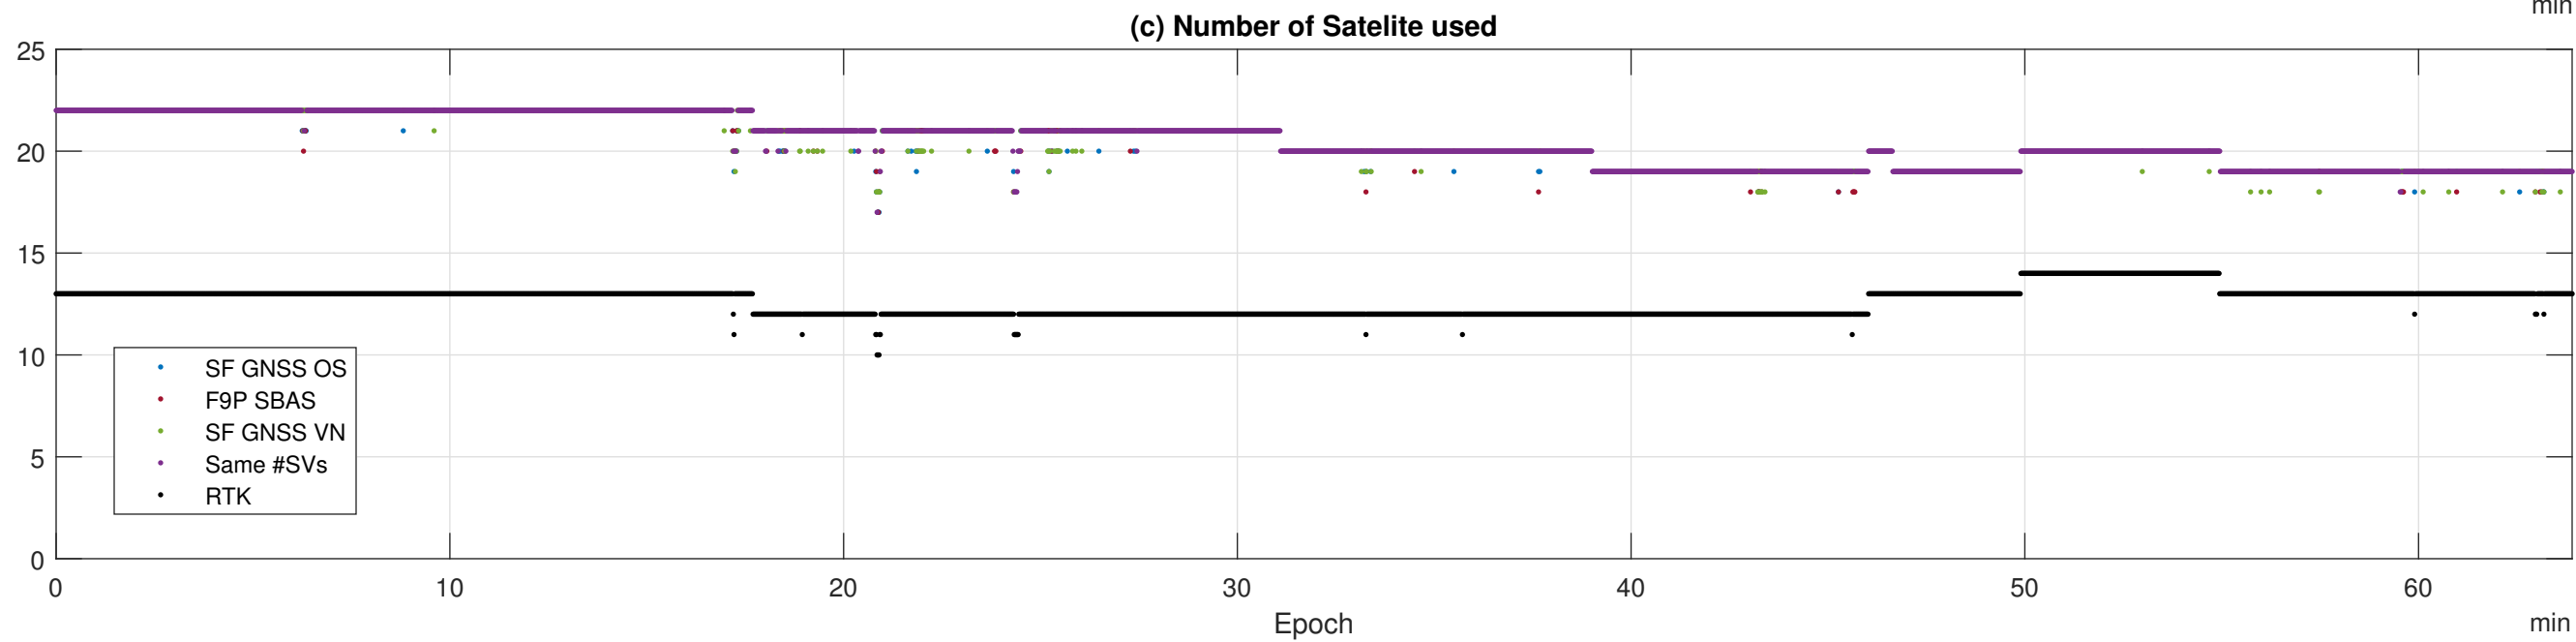 min
(c) Number of Satelite used
25
20
15
10
5
0
SF GNSS OS
F9P SBAS
SF GNSS VN
Same #SVs
RTK
0 10 20 30 40 50 60
Epoch
min